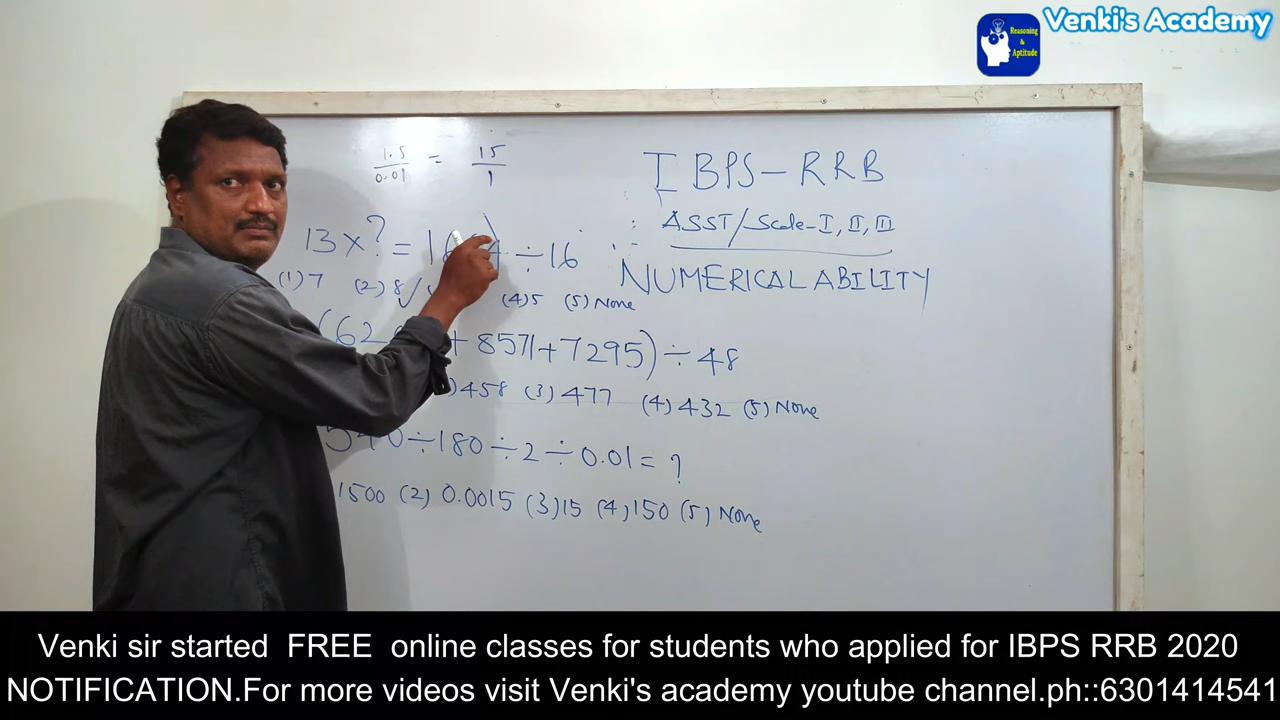 Venki's Academy
Reasoning
&
Aptitude
1.5 = 15
0.01 1
IBPS-RRB
ASST/Scale-I, II, III
NUMERICAL ABILITY
13 x ? = ÷ 16
(1) 7 (2) 8 (4) 5 (5) None
+ 8571 + 7295) ÷ 48
458 (3) 477 (4) 432 (5) None
÷ 180 ÷ 2 ÷ 0.01 = ?
1500 (2) 0.0015 (3) 15 (4) 150 (5) None
Venki sir started FREE online classes for students who applied for IBPS RRB 2020
NOTIFICATION.For more videos visit Venki's academy youtube channel.ph::6301414541